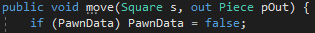 public void move(Square s, out Piece pOut) {
if (PawnData) PawnData = false;